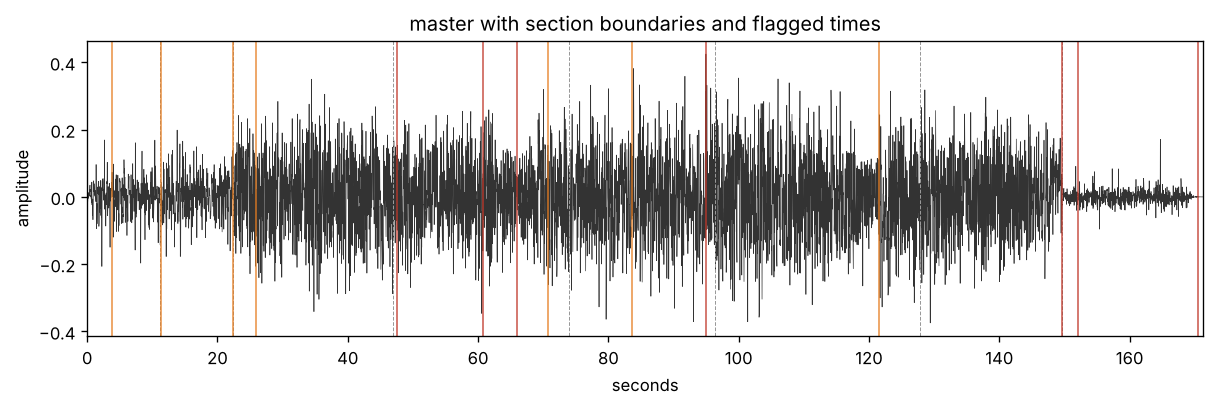 master with section boundaries and flagged times
amplitude
0.4
0.2
0.0
−0.2
−0.4
0 20 40 60 80 100 120 140 160
seconds